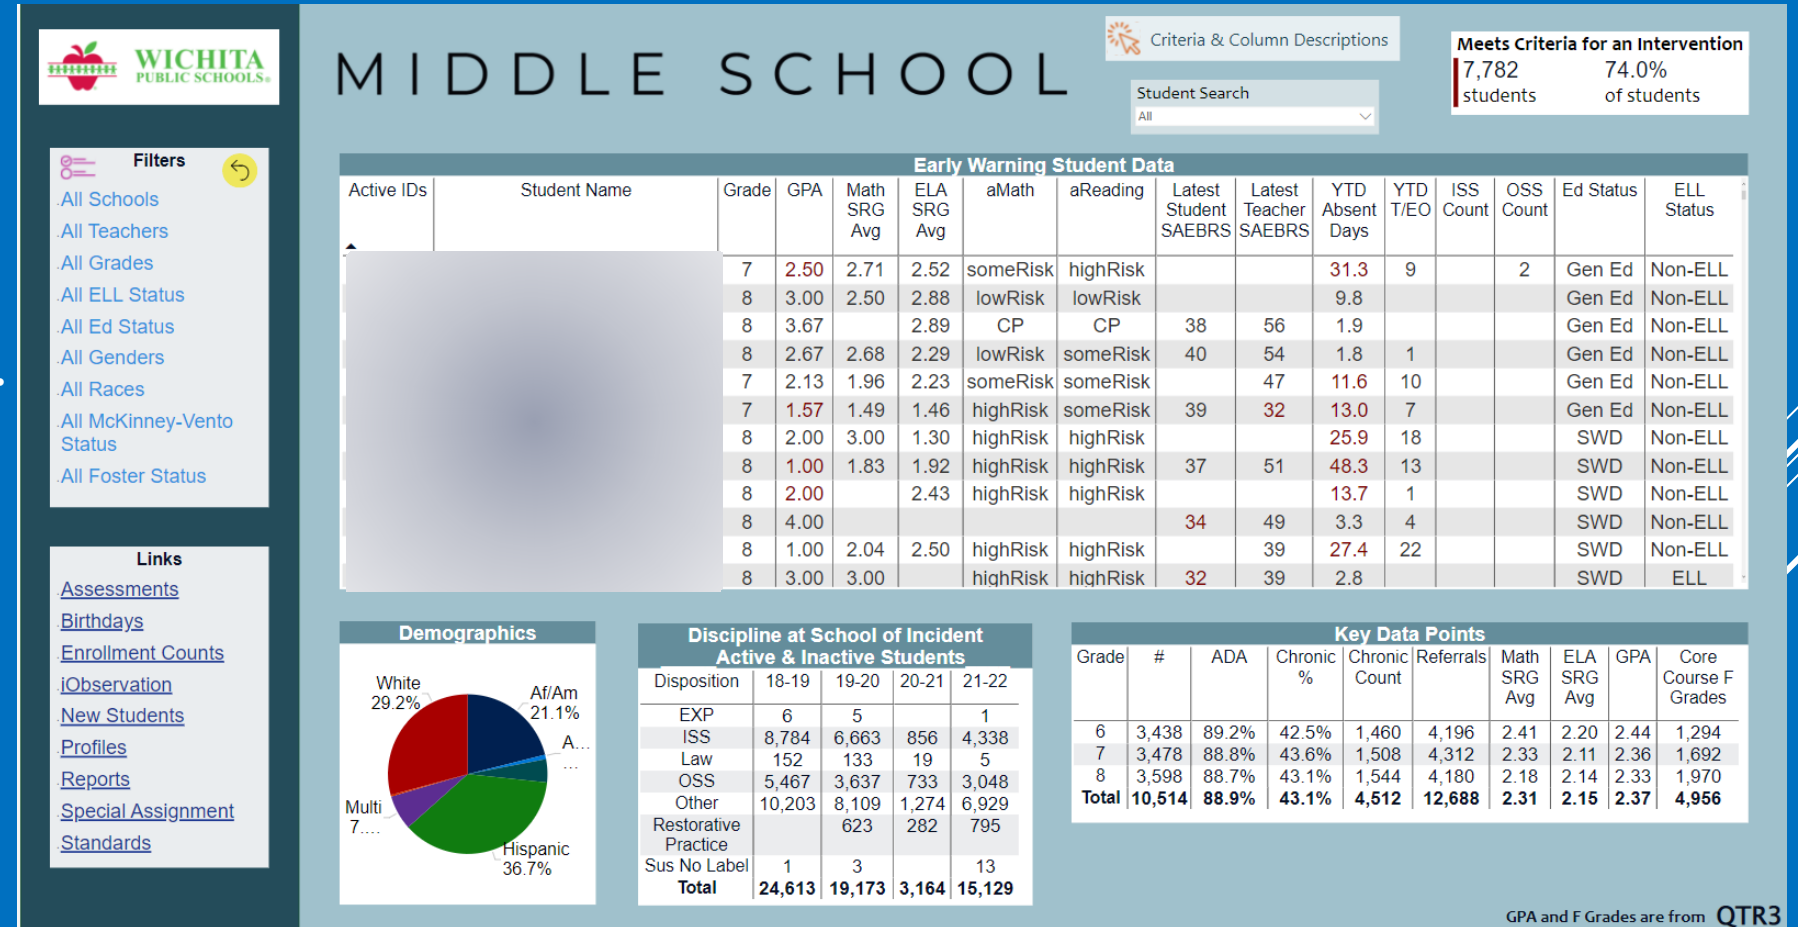 WICHITA
PUBLIC SCHOOLS®
MIDDLE SCHOOL
Criteria & Column Descriptions
Student Search
All
Meets Criteria for an Intervention
7,782 74.0%
students of students
Filters
All Schools
All Teachers
All Grades
All ELL Status
All Ed Status
All Genders
All Races
All McKinney-Vento
Status
All Foster Status
Links
Assessments
Birthdays
Enrollment Counts
iObservation
New Students
Profiles
Reports
Special Assignment
Standards
Early Warning Student Data
Active IDs Student Name Grade GPA Math SRG Avg ELA SRG Avg aMath aReading Latest Student SAEBRS Latest Teacher SAEBRS YTD Absent Days YTD T/EO ISS Count OSS Count Ed Status ELL Status
7 2.50 2.71 2.52 someRisk highRisk 31.3 9 2 Gen Ed Non-ELL
8 3.00 2.50 2.88 lowRisk lowRisk 9.8 Gen Ed Non-ELL
8 3.67 2.89 CP CP 38 56 1.9 Gen Ed Non-ELL
8 2.67 2.68 2.29 lowRisk someRisk 40 54 1.8 1 Gen Ed Non-ELL
7 2.13 1.96 2.23 someRisk someRisk 47 11.6 10 Gen Ed Non-ELL
7 1.57 1.49 1.46 highRisk someRisk 39 32 13.0 7 Gen Ed Non-ELL
8 2.00 3.00 1.30 highRisk highRisk 25.9 18 SWD Non-ELL
8 1.00 1.83 1.92 highRisk highRisk 37 51 48.3 13 SWD Non-ELL
8 2.00 2.43 highRisk highRisk 13.7 1 SWD Non-ELL
8 4.00 34 49 3.3 4 SWD Non-ELL
8 1.00 2.04 2.50 highRisk highRisk 39 27.4 22 SWD Non-ELL
8 3.00 3.00 highRisk highRisk 32 39 2.8 SWD ELL
Demographics
White
29.2%
Af/Am
21.1%
A...
...
Multi
7....
Hispanic
36.7%
Discipline at School of Incident
Active & Inactive Students
Disposition 18-19 19-20 20-21 21-22
EXP 6 5 1
ISS 8,784 6,663 856 4,338
Law 152 133 19 5
OSS 5,467 3,637 733 3,048
Other 10,203 8,109 1,274 6,929
Restorative 623 282 795
Practice
Sus No Label 1 3 13
Total 24,613 19,173 3,164 15,129
Key Data Points
Grade # ADA Chronic % Chronic Count Referrals Math SRG Avg ELA SRG Avg GPA Core Course F Grades
6 3,438 89.2% 42.5% 1,460 4,196 2.41 2.20 2.44 1,294
7 3,478 88.8% 43.6% 1,508 4,312 2.33 2.11 2.36 1,692
8 3,598 88.7% 43.1% 1,544 4,180 2.18 2.14 2.33 1,970
Total 10,514 88.9% 43.1% 4,512 12,688 2.31 2.15 2.37 4,956
GPA and F Grades are from QTR3